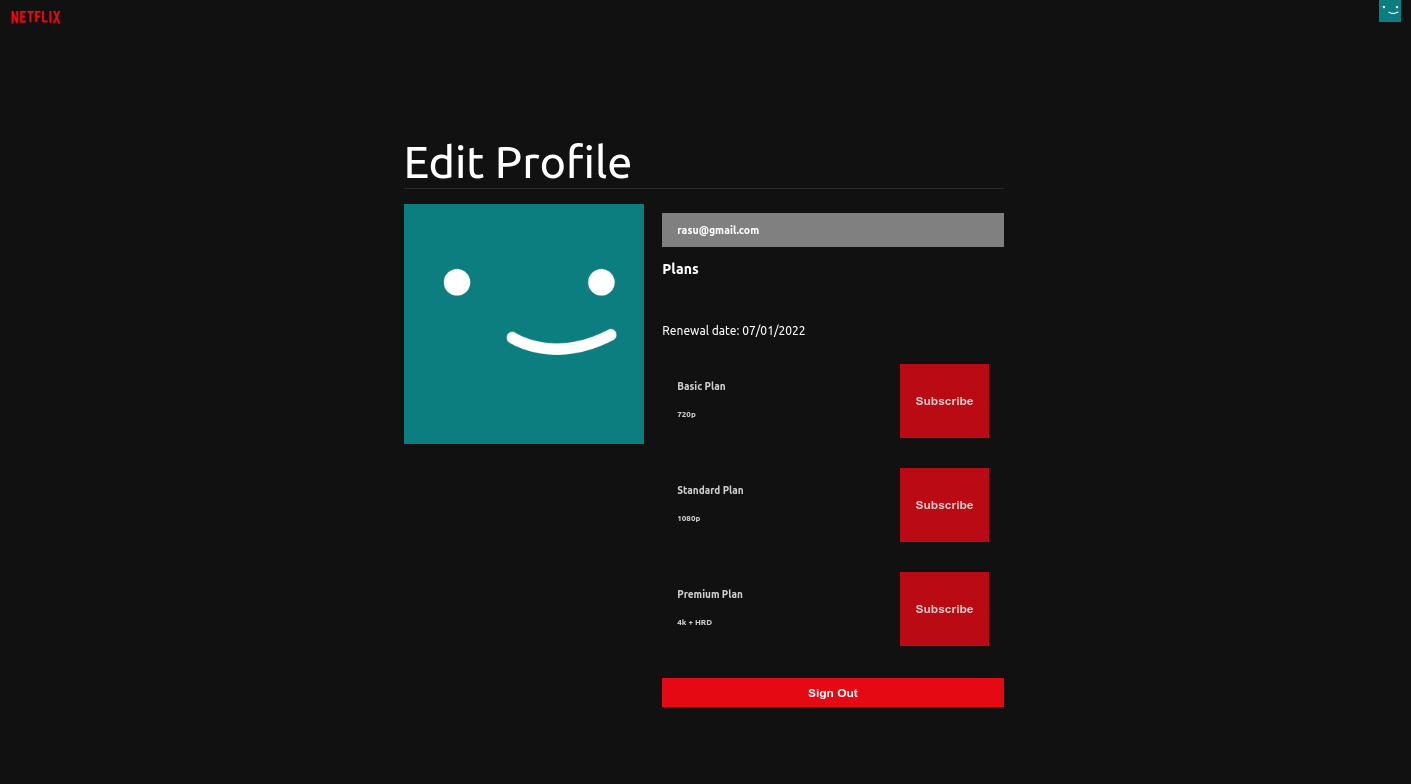 NETFLIX
Edit Profile
rasu@gmail.com
Plans
Renewal date: 07/01/2022
Basic Plan
720p
Subscribe
Standard Plan
1080p
Subscribe
Premium Plan
4k + HRD
Subscribe
Sign Out